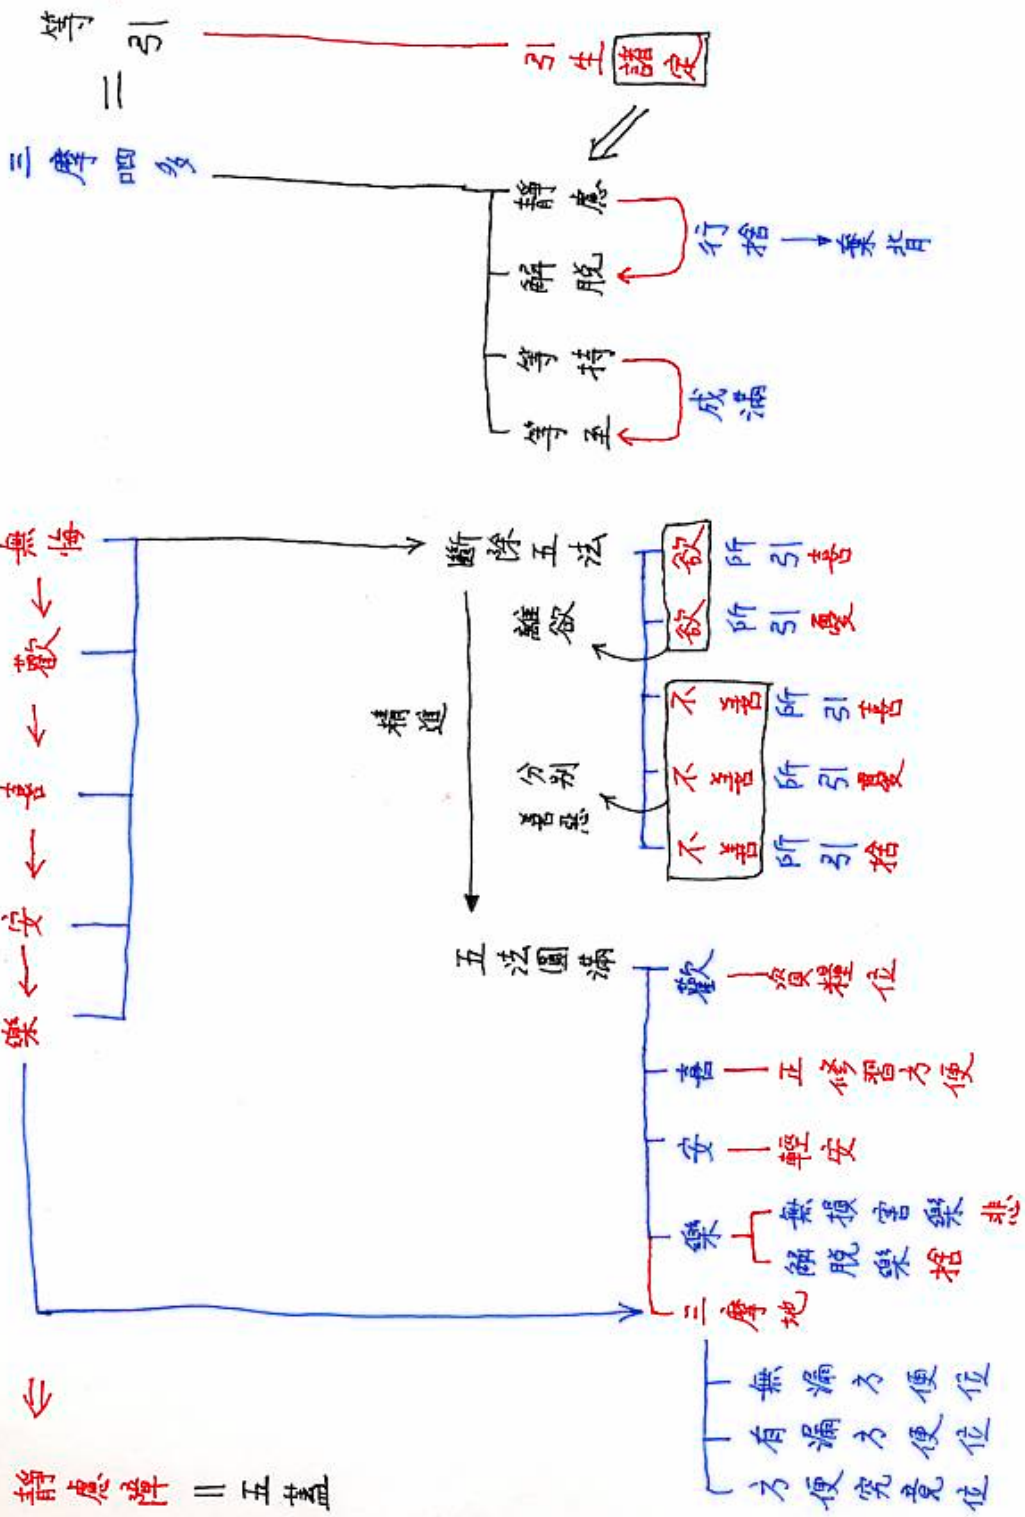 等引 引生諸定
=
三摩呬多
靜慮
解脫
行捨 棄背
等持
等至
成滿
無悔
歡
喜
安
樂
斷除五法
欲所引喜
欲所引憂
不善所引喜
不善所引憂
不善所引捨
離欲
分別
善惡
精進
五法圓滿
歡 資糧位
喜 正修習方便
安 輕安
樂 無損害樂 悲
解脫樂 捨
三摩地
無漏方便位
有漏方便位
方便究竟位
靜慮障 = 五蓋